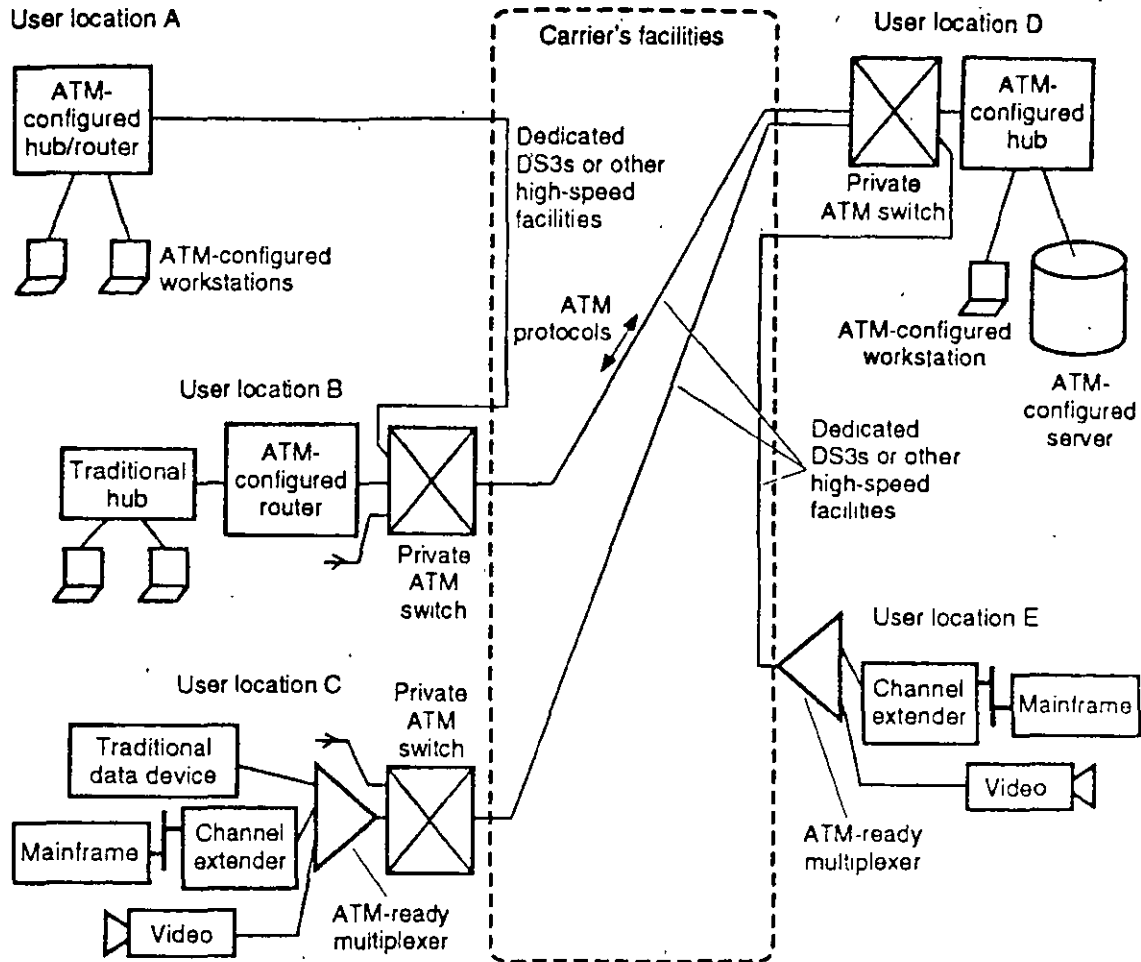 User location A
ATM-
configured
hub/router
ATM-configured
workstations
Carrier's facilities
Dedicated
DS3s or other
high-speed
facilities
User location D
ATM-
configured
hub
Private
ATM switch
ATM-configured
workstation
ATM-
configured
server
ATM
protocols
User location B
Traditional
hub
ATM-
configured
router
Private
ATM
switch
Dedicated
DS3s or other
high-speed
facilities
User location C
Private
ATM
switch
Traditional
data device
Mainframe
Channel
extender
Video
ATM-ready
multiplexer
User location E
Channel
extender
Mainframe
Video
ATM-ready
multiplexer